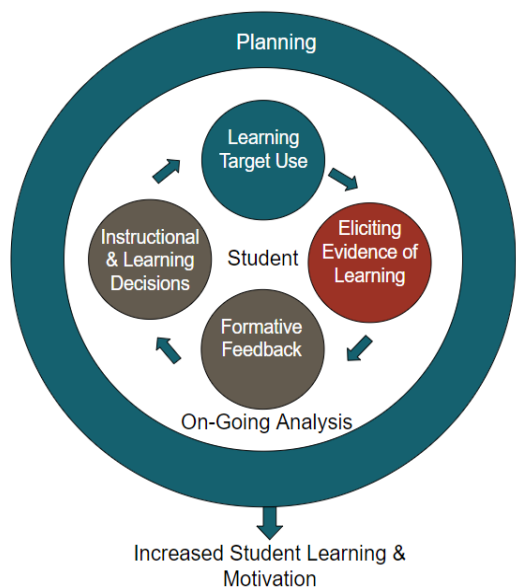 Planning
Learning
Target Use
Eliciting
Evidence of
Learning
Instructional
& Learning
Decisions
Student
Formative
Feedback
On-Going Analysis
Increased Student Learning &
Motivation